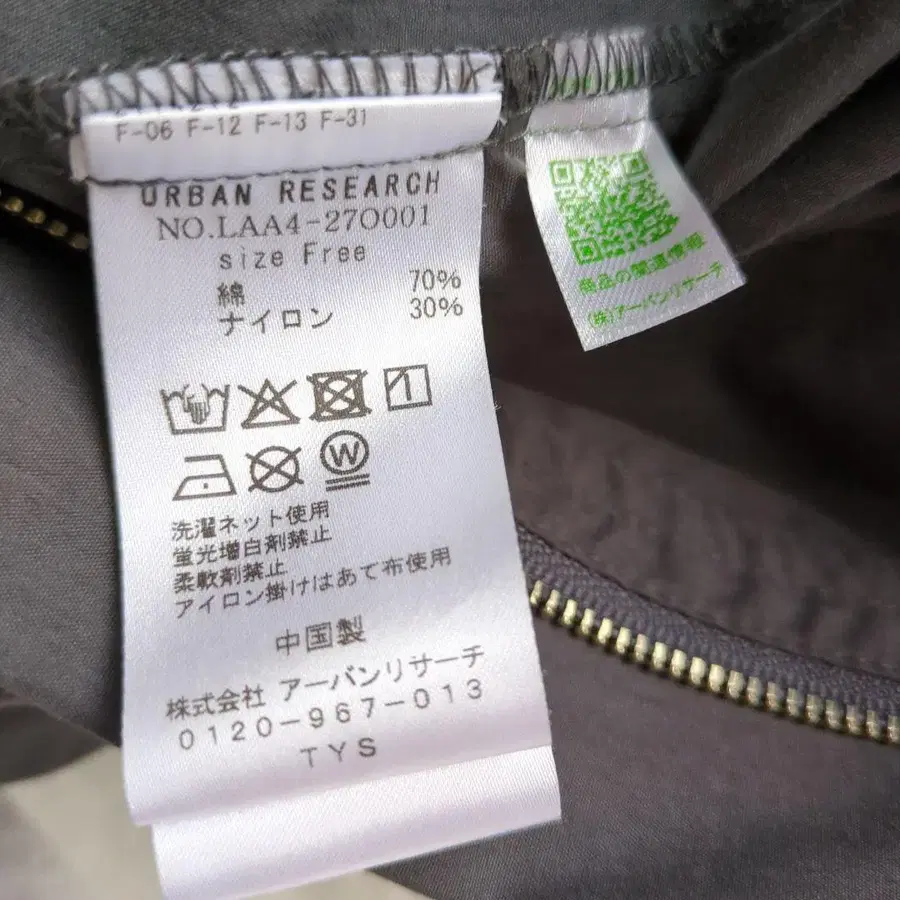 F-06 F-12 F-13 F-31
URBAN RESEARCH
NO.LAA4-270001
size Free
綿 70%
ナイロン 30%
W
洗濯ネット使用
蛍光増白剤禁止
柔軟剤禁止
アイロン掛けはあて布使用
中国製
株式会社 アーバンリサーチ
0120-967-013
TYS
商品の関連情報
(株)アーバンリサーチ